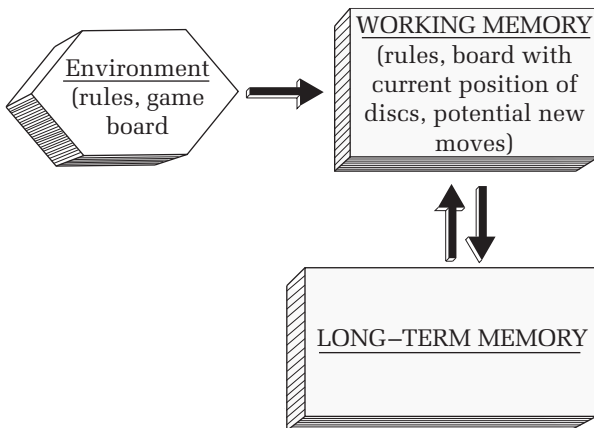 Environment
(rules, game
board
WORKING MEMORY
(rules, board with
current position of
discs, potential new
moves)
LONG–TERM MEMORY